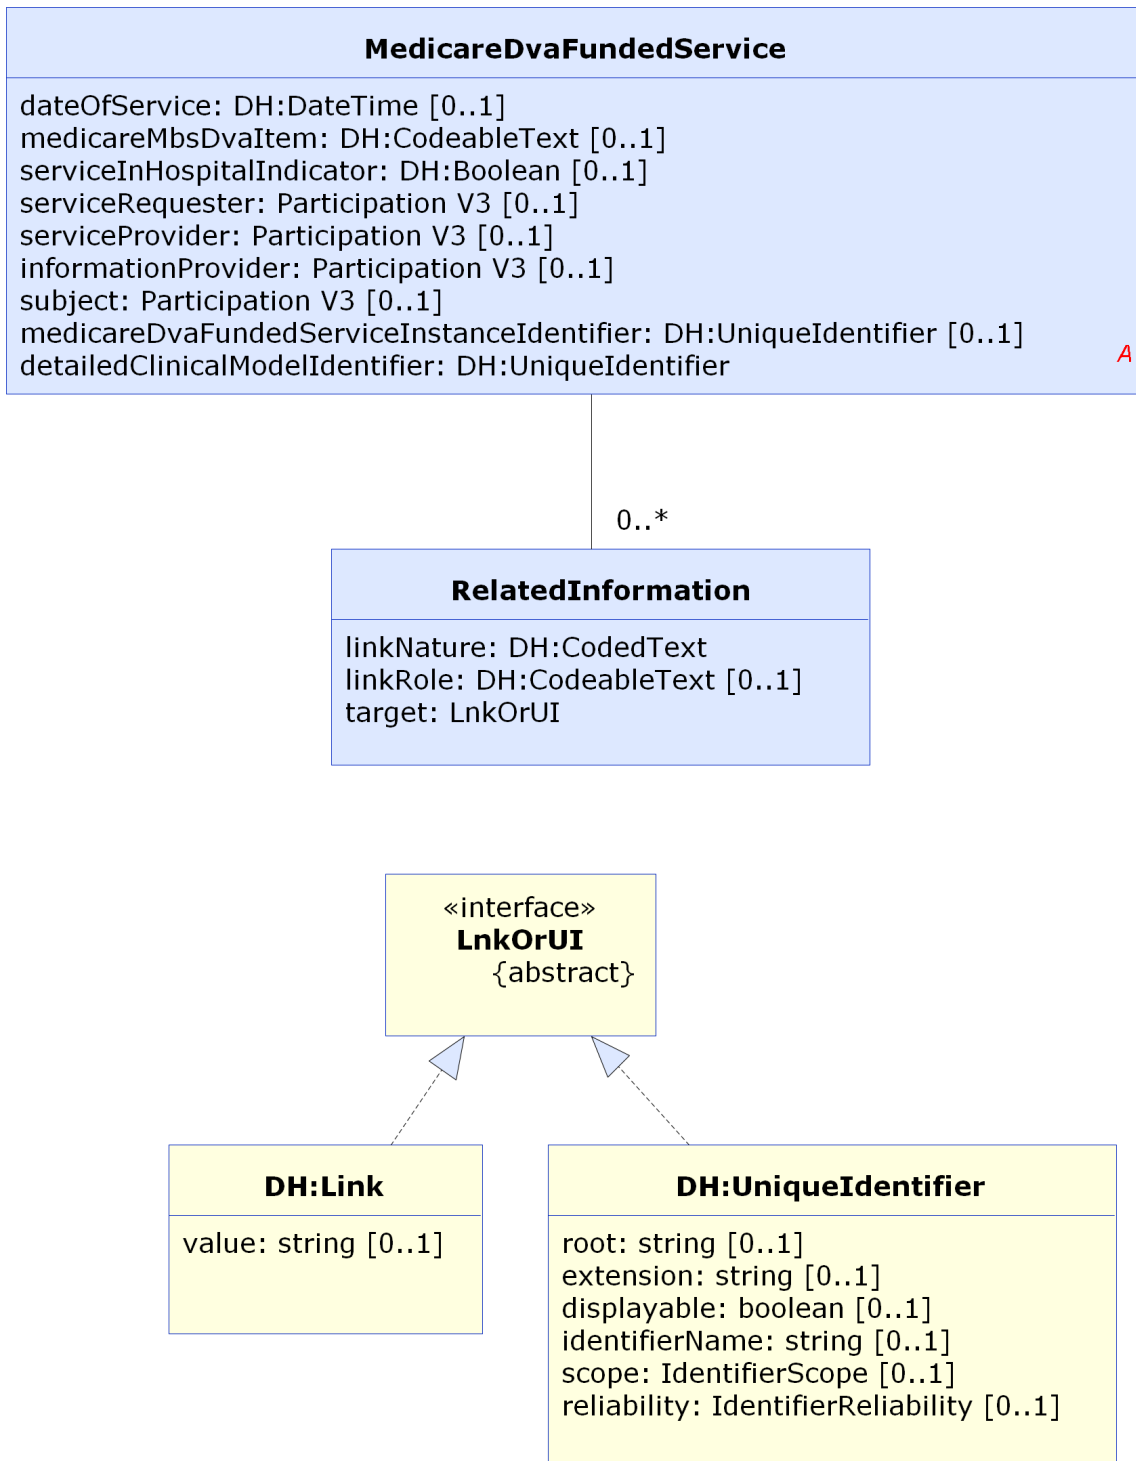 MedicareDvaFundedService
dateOfService: DH:DateTime [0..1]
medicareMbsDvaItem: DH:CodeableText [0..1]
serviceInHospitalIndicator: DH:Boolean [0..1]
serviceRequester: Participation V3 [0..1]
serviceProvider: Participation V3 [0..1]
informationProvider: Participation V3 [0..1]
subject: Participation V3 [0..1]
medicareDvaFundedServiceInstanceIdentifier: DH:UniqueIdentifier [0..1]
detailedClinicalModelIdentifier: DH:UniqueIdentifier
A
0..*
RelatedInformation
linkNature: DH:CodedText
linkRole: DH:CodeableText [0..1]
target: LnkOrUI
«interface»
LnkOrUI
{abstract}
DH:Link
value: string [0..1]
DH:UniqueIdentifier
root: string [0..1]
extension: string [0..1]
displayable: boolean [0..1]
identifierName: string [0..1]
scope: IdentifierScope [0..1]
reliability: IdentifierReliability [0..1]